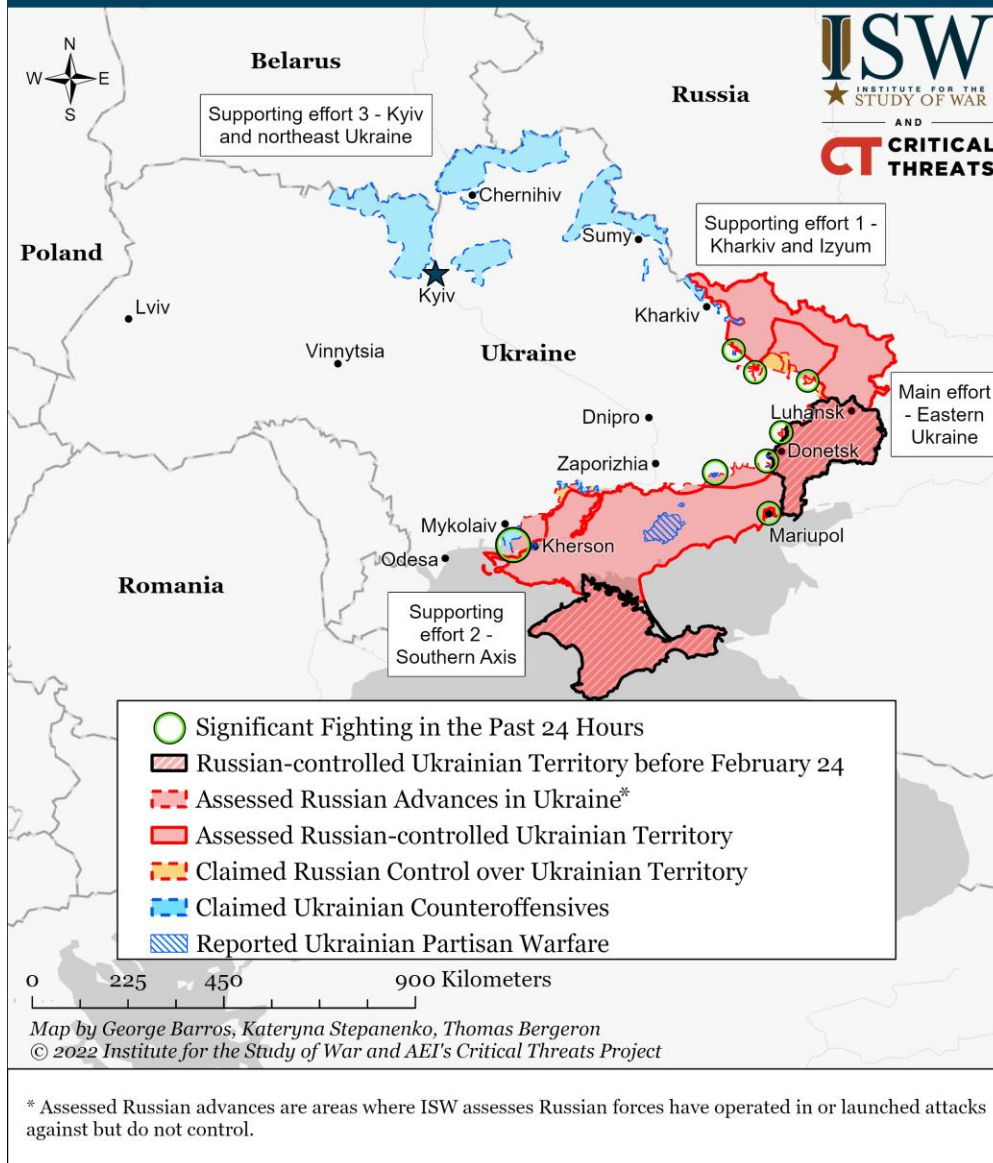 N
W E
S
Belarus
Russia
ISW
INSTITUTE FOR THE
STUDY OF WAR
AND
CT CRITICAL
THREATS
Supporting effort 3 - Kyiv
and northeast Ukraine
Chernihiv
Sumy
Supporting effort 1 -
Kharkiv and Izyum
Poland
Kyiv
Lviv
Kharkiv
Vinnytsia
Ukraine
Main effort
- Eastern
Ukraine
Luhansk
Dnipro
Donetsk
Zaporizhia
Mykolaiv
Kherson
Mariupol
Odesa
Romania
Supporting
effort 2 -
Southern Axis
Significant Fighting in the Past 24 Hours
Russian-controlled Ukrainian Territory before February 24
Assessed Russian Advances in Ukraine*
Assessed Russian-controlled Ukrainian Territory
Claimed Russian Control over Ukrainian Territory
Claimed Ukrainian Counteroffensives
Reported Ukrainian Partisan Warfare
0 225 450 900 Kilometers
Map by George Barros, Kateryna Stepanenko, Thomas Bergeron
© 2022 Institute for the Study of War and AEI's Critical Threats Project
* Assessed Russian advances are areas where ISW assesses Russian forces have operated in or launched attacks
against but do not control.